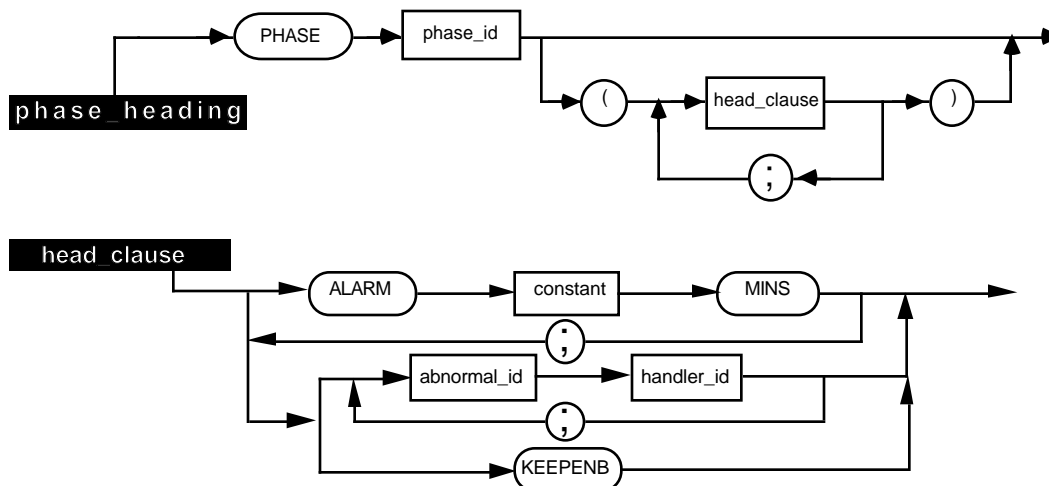 PHASE phase_id
phase_heading ( head_clause )
;
head_clause
ALARM constant MINS
;
abnormal_id handler_id
;
KEEPENB